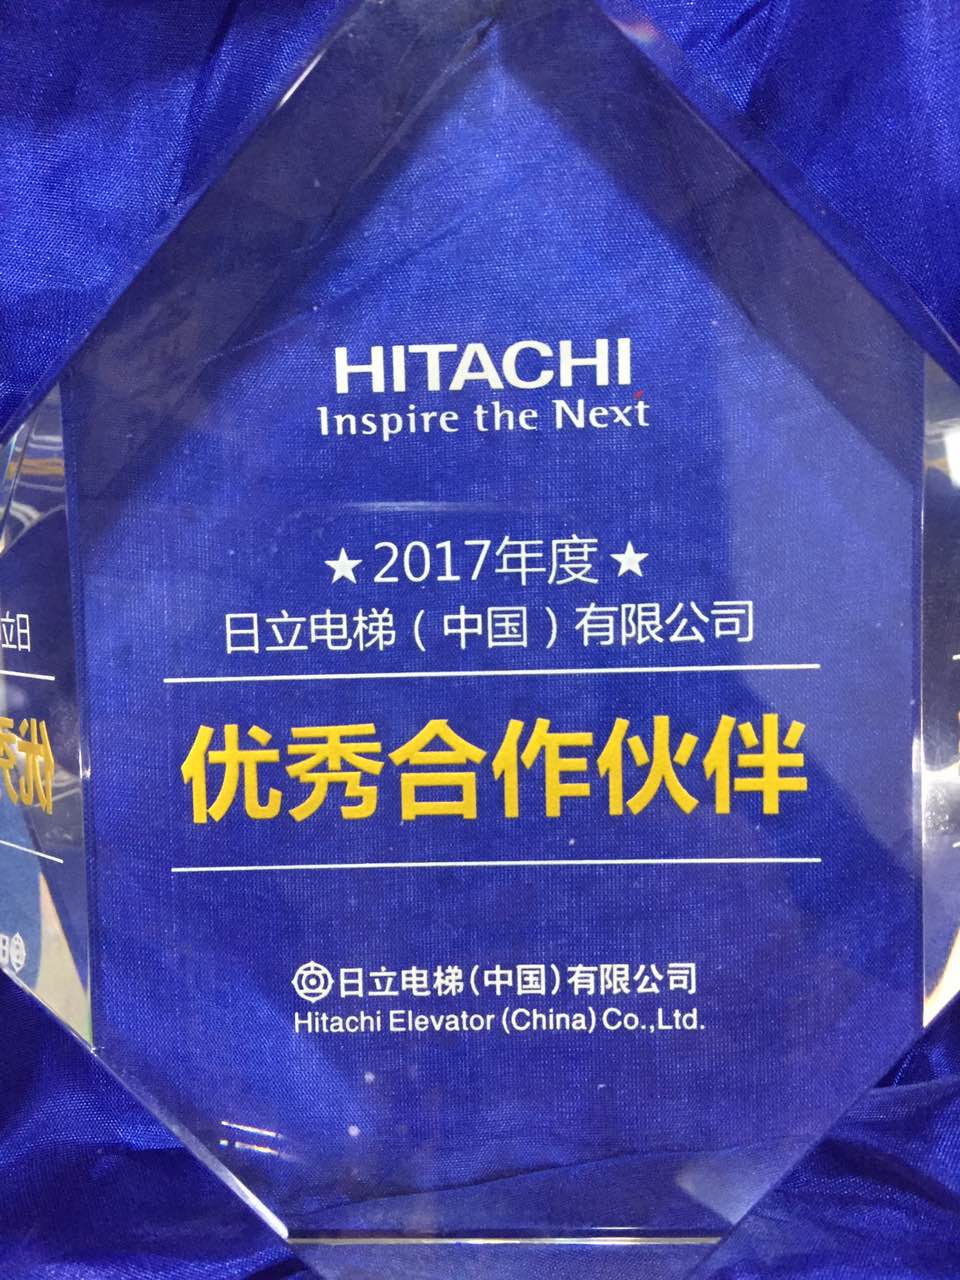 HITACHI
Inspire the Next
★2017年度★
日立电梯（中国）有限公司
优秀合作伙伴
日立电梯(中国)有限公司
Hitachi Elevator (China) Co.,Ltd.